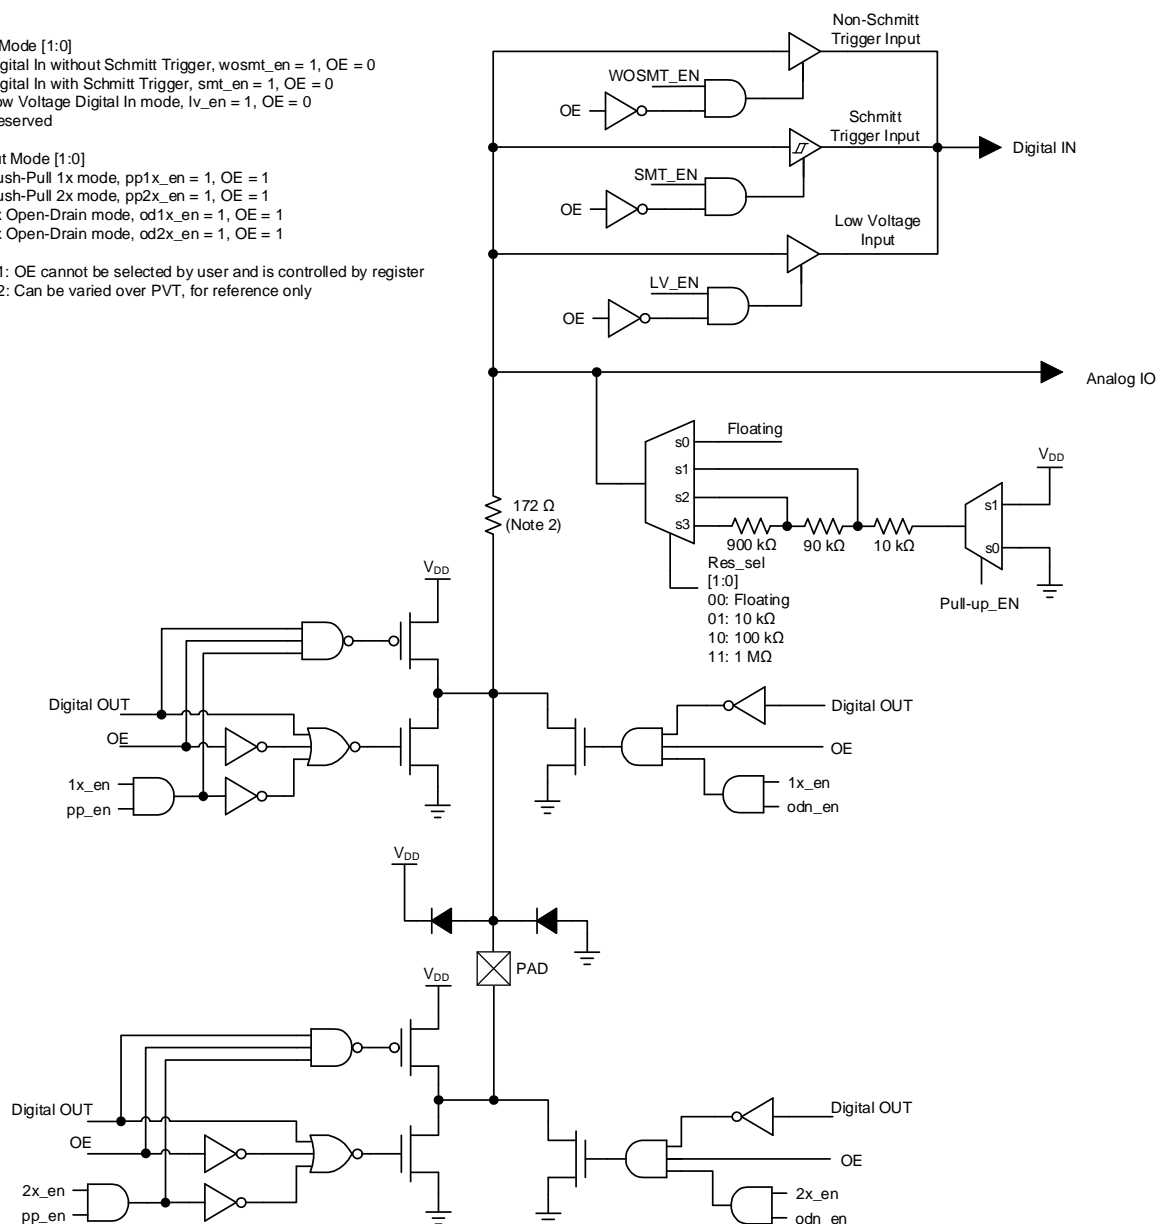 Mode [1:0]
gital In without Schmitt Trigger, wosmt_en = 1, OE = 0
gital In with Schmitt Trigger, smt_en = 1, OE = 0
ow Voltage Digital In mode, lv_en = 1, OE = 0
eserved
ut Mode [1:0]
ush-Pull 1x mode, pp1x_en = 1, OE = 1
ush-Pull 2x mode, pp2x_en = 1, OE = 1
x Open-Drain mode, od1x_en = 1, OE = 1
x Open-Drain mode, od2x_en = 1, OE = 1
1: OE cannot be selected by user and is controlled by register
2: Can be varied over PVT, for reference only
Non-Schmitt
Trigger Input
WOSMT_EN
OE
Schmitt
Trigger Input
Digital IN
SMT_EN
OE
Low Voltage
Input
LV_EN
OE
Analog IO
Floating
s0
s1
s2
s3
VDD
s1
s0
172 Ω
(Note 2)
900 kΩ
90 kΩ
10 kΩ
Res_sel
[1:0]
00: Floating
01: 10 kΩ
10: 100 kΩ
11: 1 MΩ
Pull-up_EN
VDD
Digital OUT
OE
1x_en
pp_en
Digital OUT
OE
1x_en
odn_en
VDD
PAD
VDD
Digital OUT
OE
2x_en
pp_en
Digital OUT
OE
2x_en
odn_en